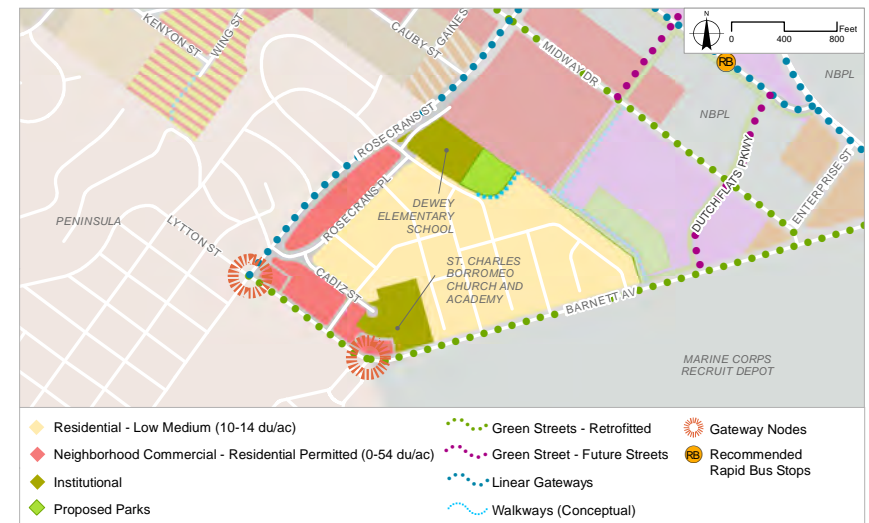 KENYON ST
WING ST
CAUBY ST
GAINES
MIDWAY DR
N
0
400
800
Feet
RB
NBPL
NBPL
ROSECRANS ST
ROSECRANS PL
DUTCH FLATS PKWY
ENTERPRISE ST
DEWEY
ELEMENTARY
SCHOOL
PENINSULA
LYTTON ST
CADIZ ST
ST. CHARLES
BORROMEO
CHURCH AND
ACADEMY
BARNETT AV
MARINE CORPS
RECRUIT DEPOT
Residential - Low Medium (10-14 du/ac)
Neighborhood Commercial - Residential Permitted (0-54 du/ac)
Institutional
Proposed Parks
Green Streets - Retrofitted
Green Street - Future Streets
Linear Gateways
Walkways (Conceptual)
Gateway Nodes
RB
Recommended
Rapid Bus Stops